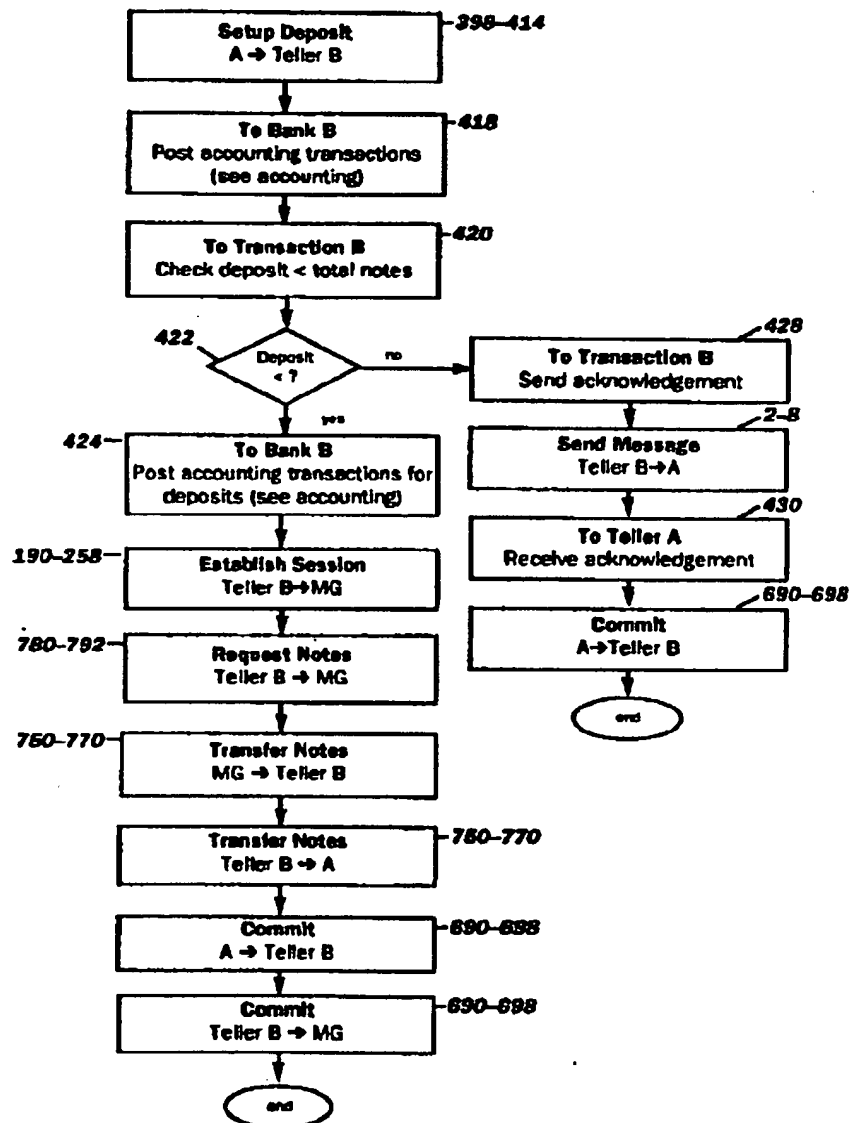 Setup Deposit
A → Teller B
398–414
To Bank B
Post accounting transactions
(see accounting)
418
To Transaction B
Check deposit < total notes
420
422
Deposit
< ?
no
yes
428
To Transaction B
Send acknowledgement
2–8
Send Message
Teller B→A
430
To Teller A
Receive acknowledgement
690–698
Commit
A→Teller B
end
424
To Bank B
Post accounting transactions for
deposits (see accounting)
190–258
Establish Session
Teller B→MG
780–792
Request Notes
Teller B → MG
750–770
Transfer Notes
MG → Teller B
Transfer Notes
Teller B → A
750–770
Commit
A → Teller B
690–698
Commit
Teller B → MG
690–698
end